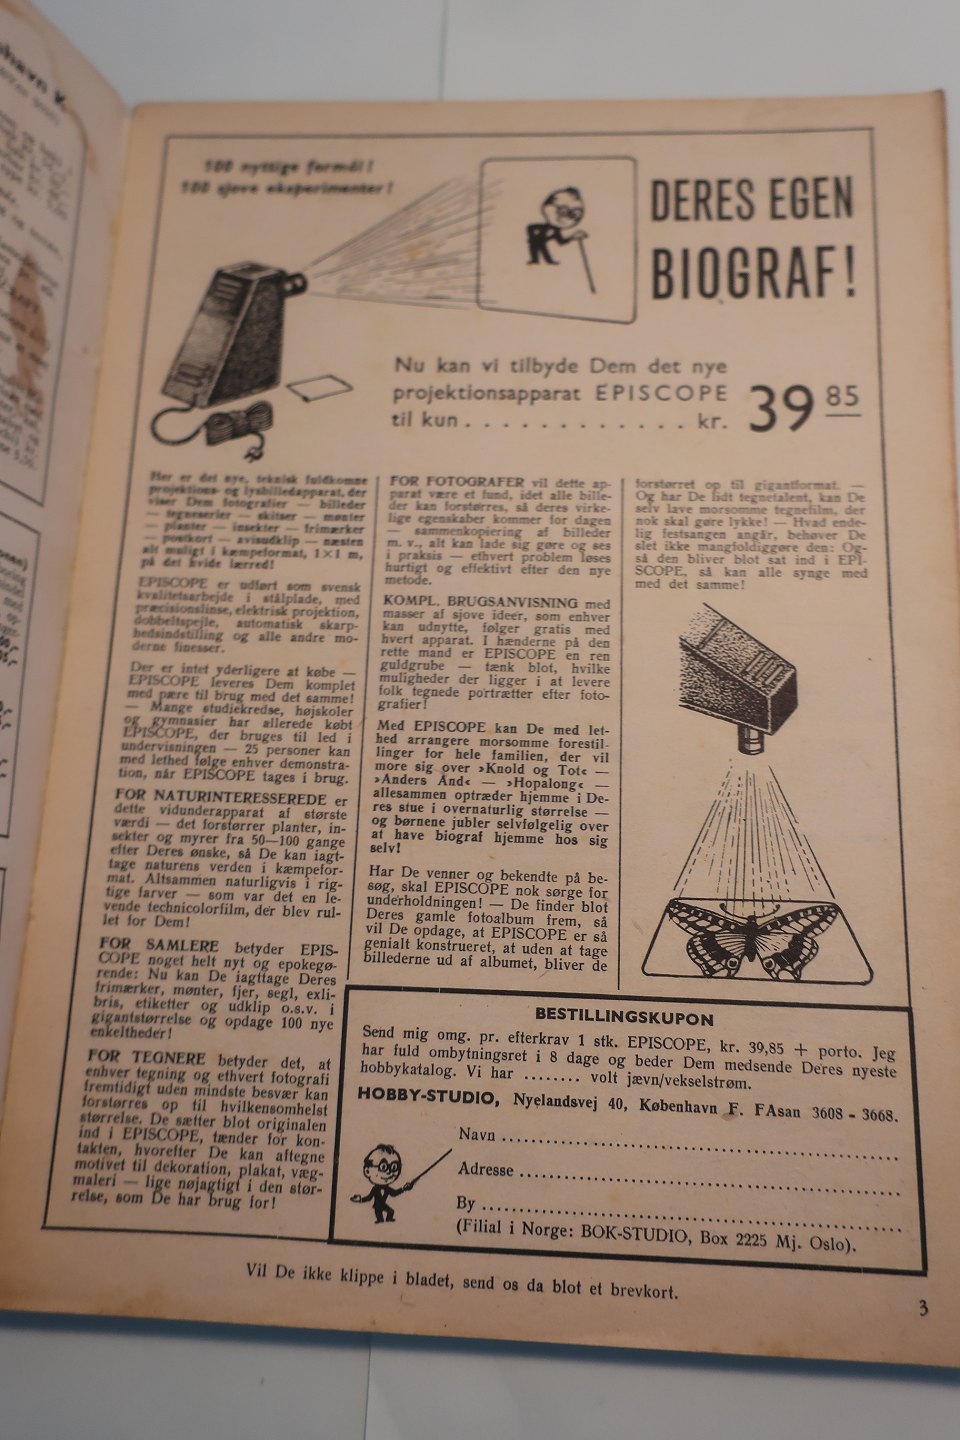 100 nyttige formål!
100 sjove eksperimenter!
DERES EGEN
BIOGRAF!
Nu kan vi tilbyde Dem det nye
projektionsapparat EPISCOPE
til kun . . . . . . . . . . . . . kr. 39 85
Her er det nye, teknisk fuldkomne
projektions- og lysbilledapparat, der
viser Dem fotografier — billeder
— tegneserier — skitser — mønter
— planter — insekter — frimærker
— postkort — avisudklip — næsten
alt muligt i kæmpeformat, 1×1 m,
på det hvide lærred!
EPISCOPE er udført som svensk
kvalitetsarbejde i stålplade, med
præcisionslinse, elektrisk projektion,
dobbeltspejle, automatisk skarp-
hedsindstilling og alle andre mo-
derne finesser.
Der er intet yderligere at købe —
EPISCOPE leveres Dem komplet
med pære til brug med det samme!
— Mange studiekredse, højskoler
og gymnasier har allerede købt
EPISCOPE, der bruges til led i
undervisningen — 25 personer kan
med lethed følge enhver demonstra-
tion, når EPISCOPE tages i brug.
FOR NATURINTERESSEREDE er
dette vidunderapparat af største
værdi — det forstørrer planter, in-
sekter og myrer fra 50—100 gange
efter Deres ønske, så De kan iagt-
tage naturens verden i kæmpefor-
mat. Altsammen naturligvis i rig-
tige farver — som var det en le-
vende technicolorfilm, der blev rul-
let for Dem!
FOR SAMLERE betyder EPIS-
COPE noget helt nyt og epokegø-
rende: Nu kan De iagttage Deres
frimærker, mønter, fjer, segl, exli-
bris, etiketter og udklip o.s.v. i
gigantstørrelse og opdage 100 nye
enkeltheder!
FOR TEGNERE betyder det, at
enhver tegning og ethvert fotografi
fremtidigt uden mindste besvær kan
forstørres op til hvilkensomhelst
størrelse. De sætter blot originalen
ind i EPISCOPE, tænder for kon-
takten, hvorefter De kan aftegne
motivet til dekoration, plakat, væg-
maleri — lige nøjagtigt i den stør-
relse, som De har brug for!
FOR FOTOGRAFER vil dette ap-
parat være et fund, idet alle bille-
der kan forstørres, så deres virke-
lige egenskaber kommer for dagen
— sammenkopiering af billeder
m. v., alt kan lade sig gøre og ses
i praksis — ethvert problem løses
hurtigt og effektivt efter den nye
metode.
KOMPL. BRUGSANVISNING med
masser af sjove ideer, som enhver
kan udnytte, følger gratis med
hvert apparat. I hænderne på den
rette mand er EPISCOPE en ren
guldgrube — tænk blot, hvilke
muligheder der ligger i at levere
folk tegnede portrætter efter foto-
grafier!
Med EPISCOPE kan De med let-
hed arrangere morsomme forestil-
linger for hele familien, der vil
more sig over »Knold og Tot« —
»Anders And« — »Hopalong« —
allesammen optræder hjemme i De-
res stue i overnaturlig størrelse —
og børnene jubler selvfølgelig over
at have biograf hjemme hos sig
selv!
Har De venner og bekendte på be-
søg, skal EPISCOPE nok sørge for
underholdningen! — De finder blot
Deres gamle fotoalbum frem, så
vil De opdage, at EPISCOPE er så
genialt konstrueret, at uden at tage
billederne ud af albumet, bliver de
forstørret op til gigantformat. —
Og har De lidt tegnetalent, kan De
selv lave morsomme tegnefilm, der
nok skal gøre lykke! — Hvad ende-
lig festsangen angår, behøver De
slet ikke mangfoldiggøre den: Og-
så den bliver blot sat ind i EPI-
SCOPE, så kan alle synge med
med det samme!
BESTILLINGSKUPON
Send mig omg. pr. efterkrav 1 stk. EPISCOPE, kr. 39,85 + porto. Jeg
har fuld ombytningsret i 8 dage og beder Dem medsende Deres nyeste
hobbykatalog. Vi har ........ volt jævn/vekselstrøm.
HOBBY-STUDIO, Nyelandsvej 40, København F. FAsan 3608 - 3668.
Navn ........................................................
Adresse ........................................................
By ........................................................
(Filial i Norge: BOK-STUDIO, Box 2225 Mj. Oslo).
Vil De ikke klippe i bladet, send os da blot et brevkort.
3